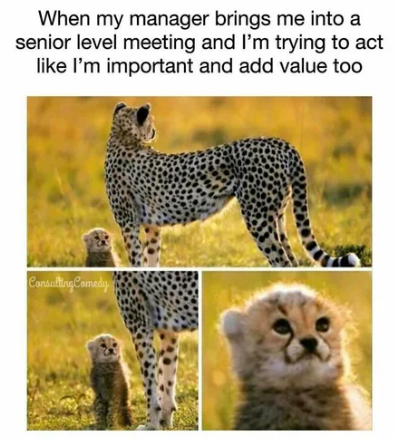 When my manager brings me into a
senior level meeting and I'm trying to act
like I'm important and add value too
ConsultingComedy